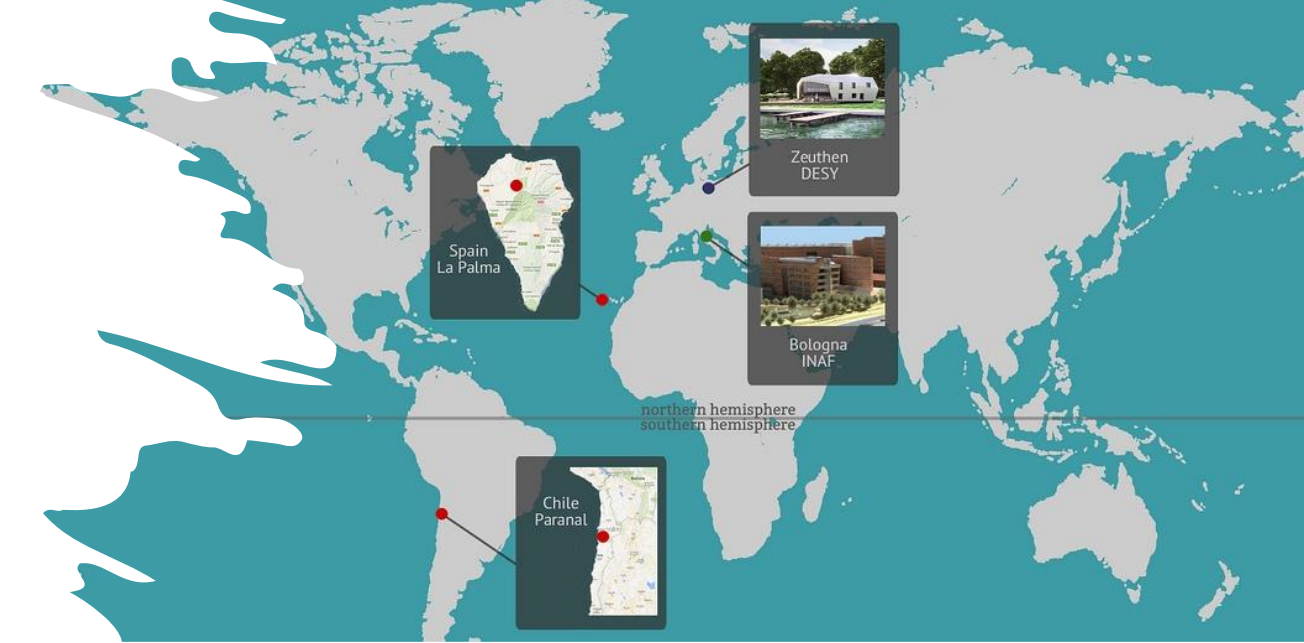 Zeuthen
DESY
Spain
La Palma
Bologna
INAF
northern hemisphere
southern hemisphere
Chile
Paranal